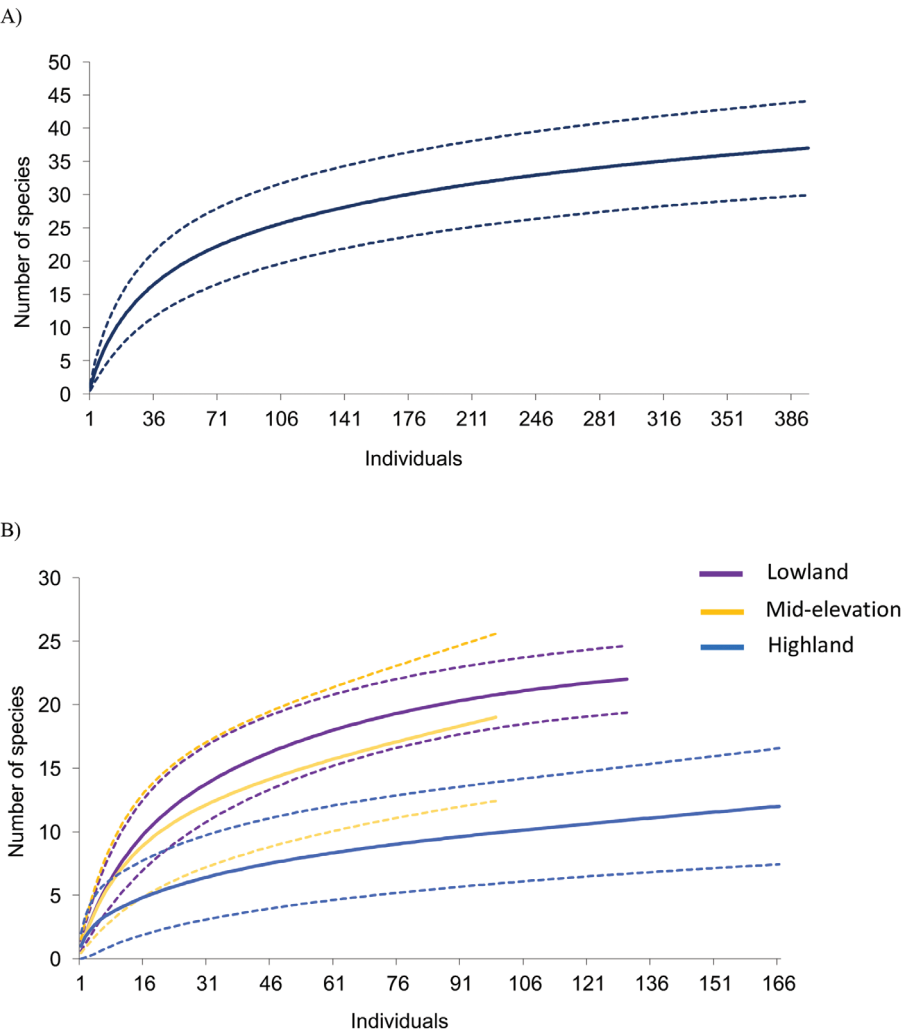 A)
50
45
40
35
30
25
20
15
10
5
0
Number of species
1 36 71 106 141 176 211 246 281 316 351 386
Individuals
B)
30
25
20
15
10
5
0
Number of species
Lowland
Mid-elevation
Highland
1 16 31 46 61 76 91 106 121 136 151 166
Individuals